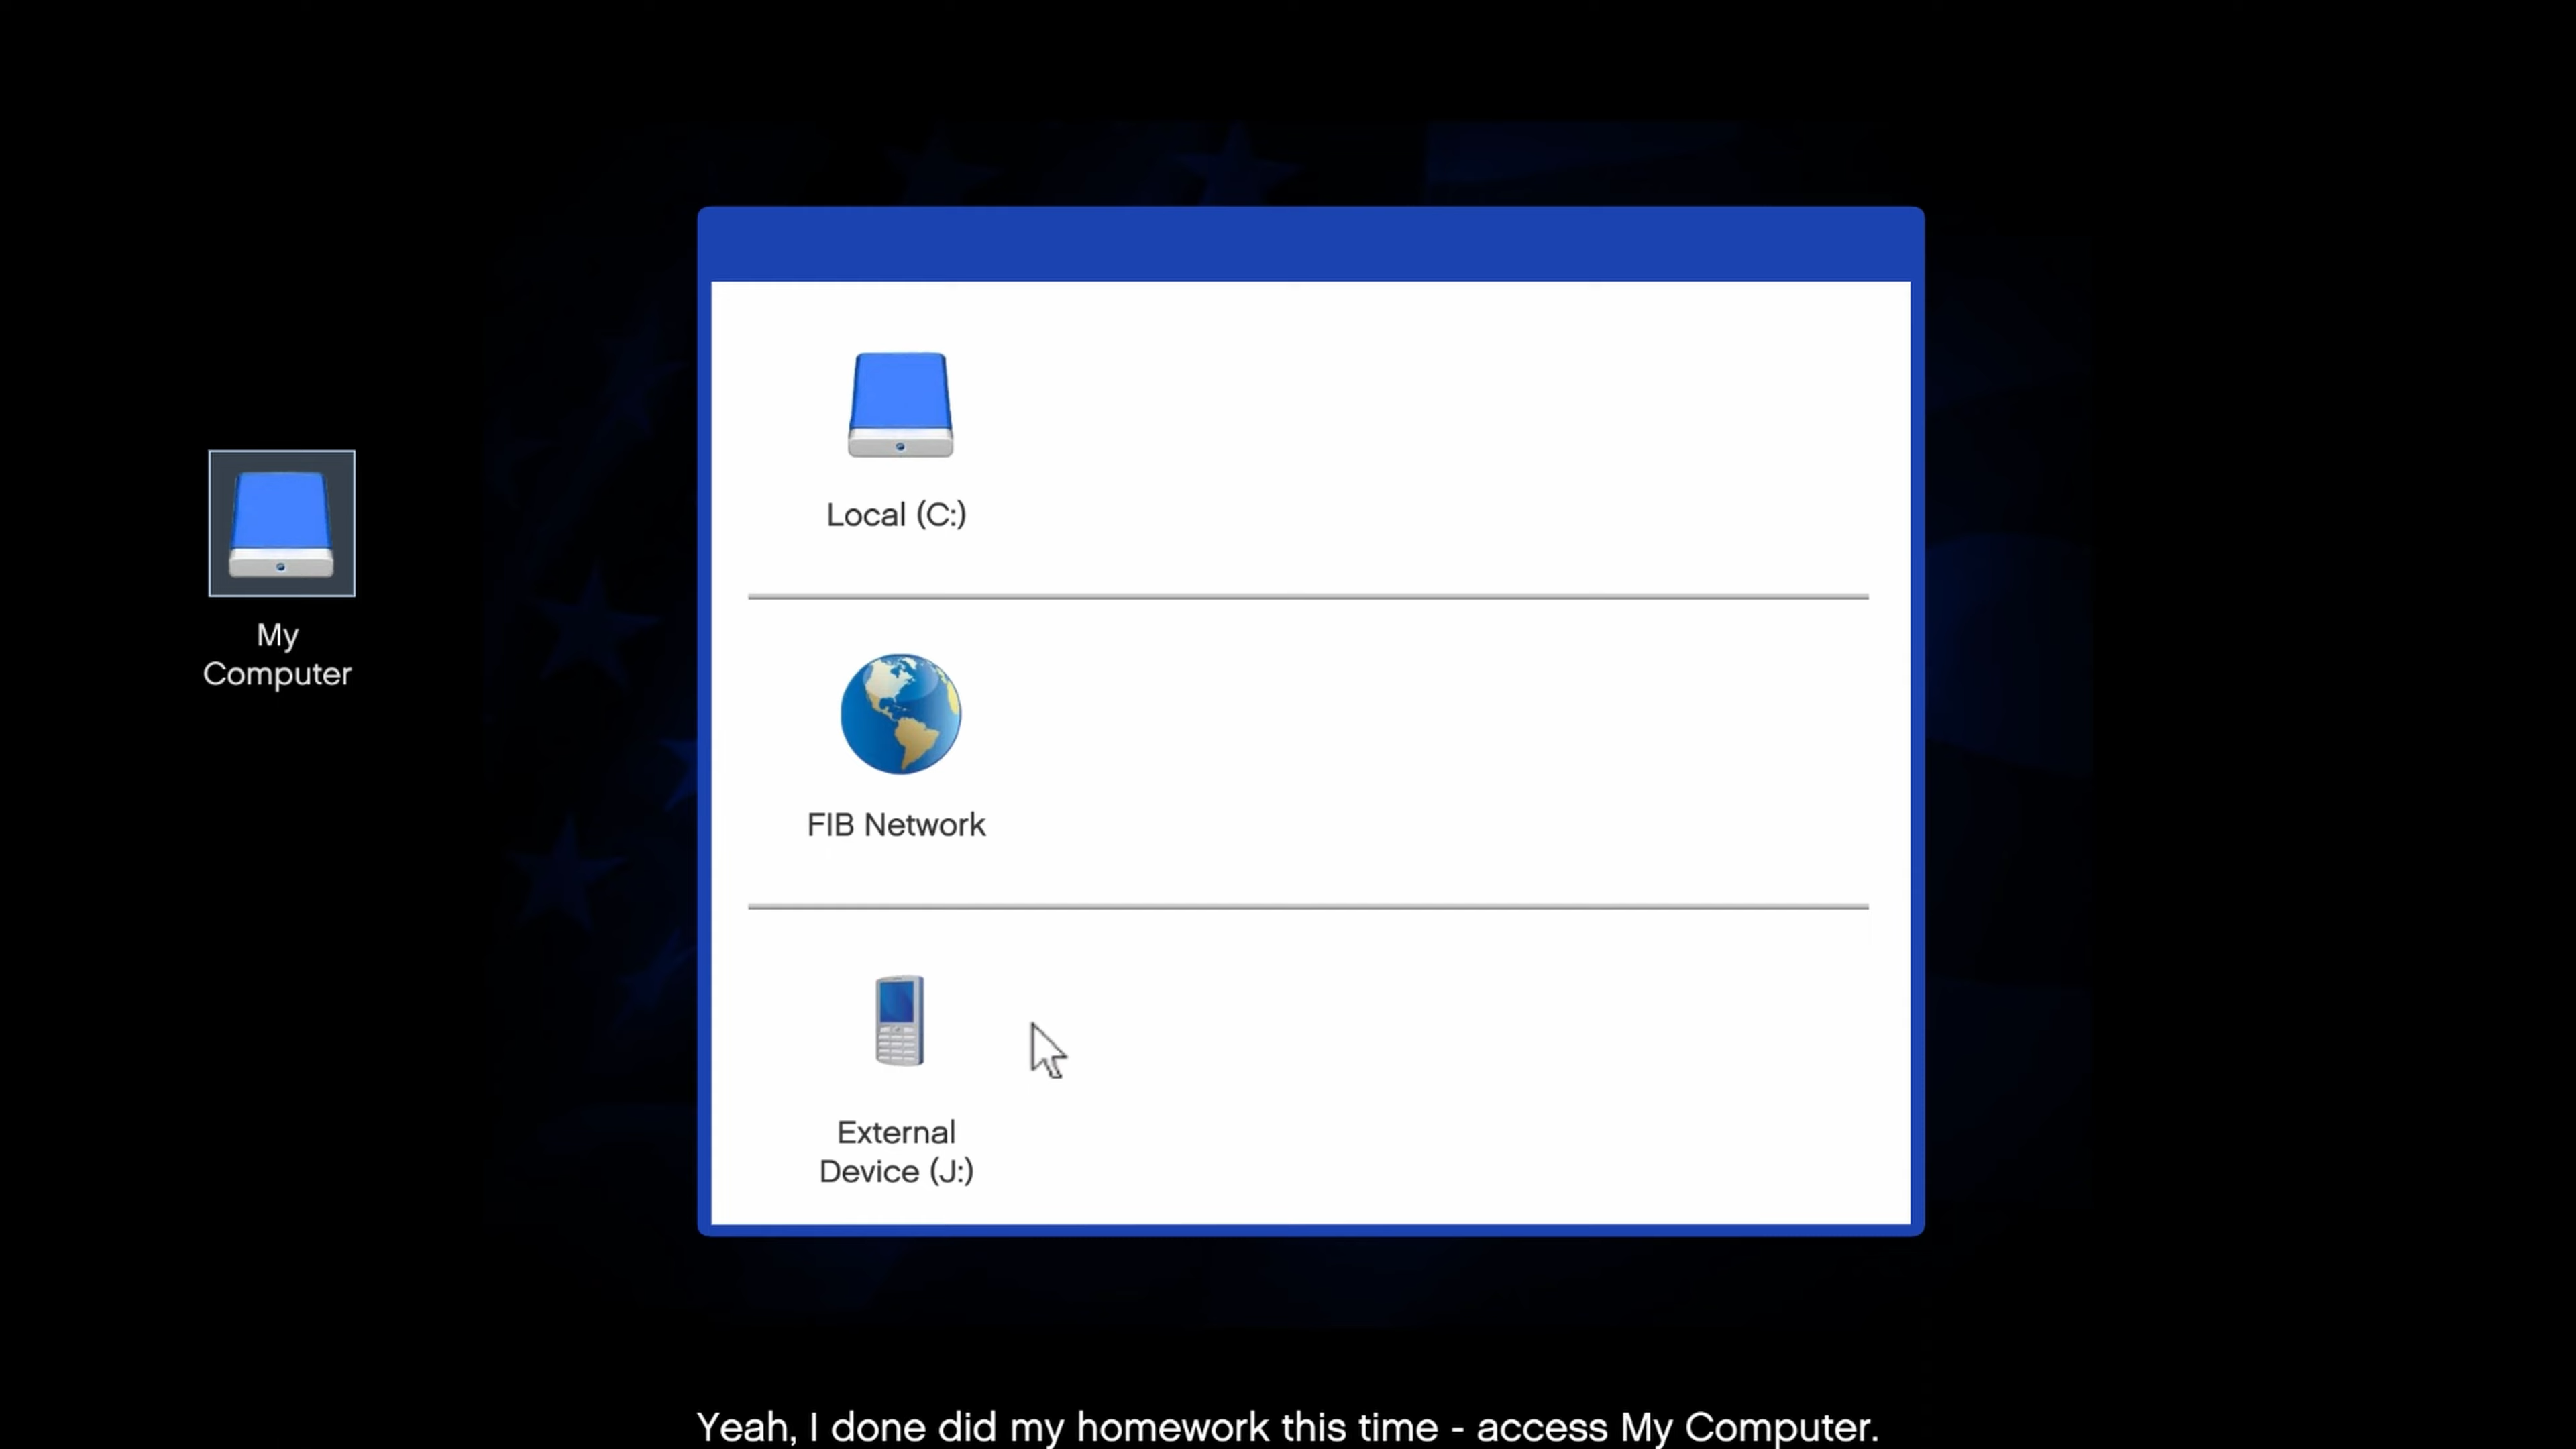 My
Computer
Local (C:)
FIB Network
External
Device (J:)
Yeah, I done did my homework this time - access My Computer.